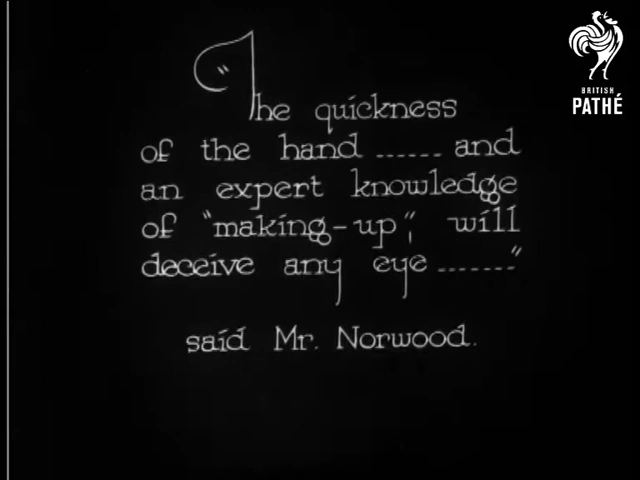 BRITISH
PATHÉ
"The quickness
of the hand ...... and
an expert knowledge
of "making-up", will
deceive any eye ......."
said Mr. Norwood.